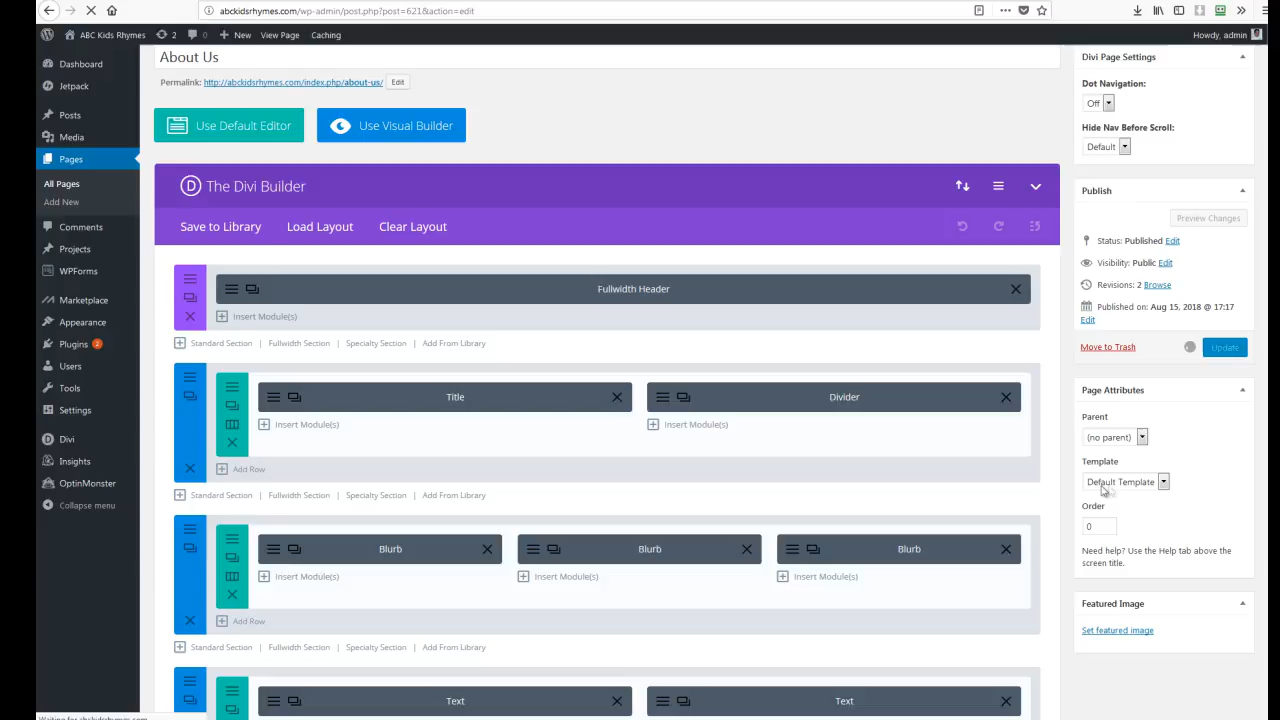 abckidsrhymes.com/wp-admin/post.php?post=621&action=edit
ABC Kids Rhymes 2 0 New View Page Caching Howdy, admin
Dashboard
Jetpack
Posts
Media
Pages
All Pages
Add New
Comments
Projects
WPForms
Marketplace
Appearance
Plugins 2
Users
Tools
Settings
Divi
Insights
OptinMonster
Collapse menu
About Us
Permalink: http://abckidsrhymes.com/index.php/about-us/ Edit
Use Default Editor Use Visual Builder
D The Divi Builder
Save to Library Load Layout Clear Layout
Fullwidth Header
Insert Module(s)
Standard Section | Fullwidth Section | Specialty Section | Add From Library
Title Divider
Insert Module(s) Insert Module(s)
Add Row
Standard Section | Fullwidth Section | Specialty Section | Add From Library
Blurb Blurb Blurb
Insert Module(s) Insert Module(s) Insert Module(s)
Add Row
Standard Section | Fullwidth Section | Specialty Section | Add From Library
Text Text
Divi Page Settings
Dot Navigation:
Off
Hide Nav Before Scroll:
Default
Publish
Preview Changes
Status: Published Edit
Visibility: Public Edit
Revisions: 2 Browse
Published on: Aug 15, 2018 @ 17:17
Edit
Move to Trash Update
Page Attributes
Parent
(no parent)
Template
Default Template
Order
0
Need help? Use the Help tab above the
screen title.
Featured Image
Set featured image